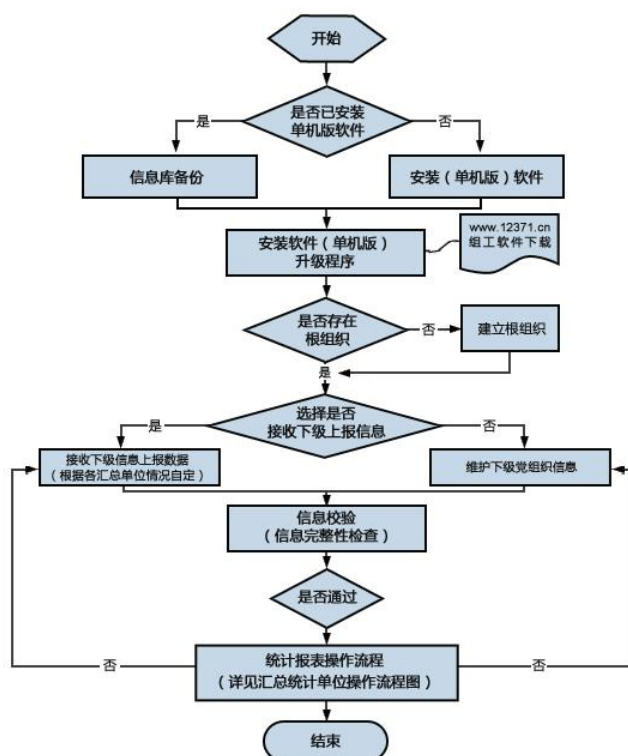 开始
是否已安装
单机版软件
是
否
信息库备份
安装（单机版）软件
安装软件（单机版）
升级程序
www.12371.cn
组工软件下载
是否存在
根组织
否
建立根组织
是
选择是否
接收下级上报信息
是
否
接收下级信息上报数据
（根据各汇总单位情况自定）
维护下级党组织信息
信息校验
（信息完整性检查）
是否通过
否
统计报表操作流程
（详见汇总统计单位操作流程图）
否
结束